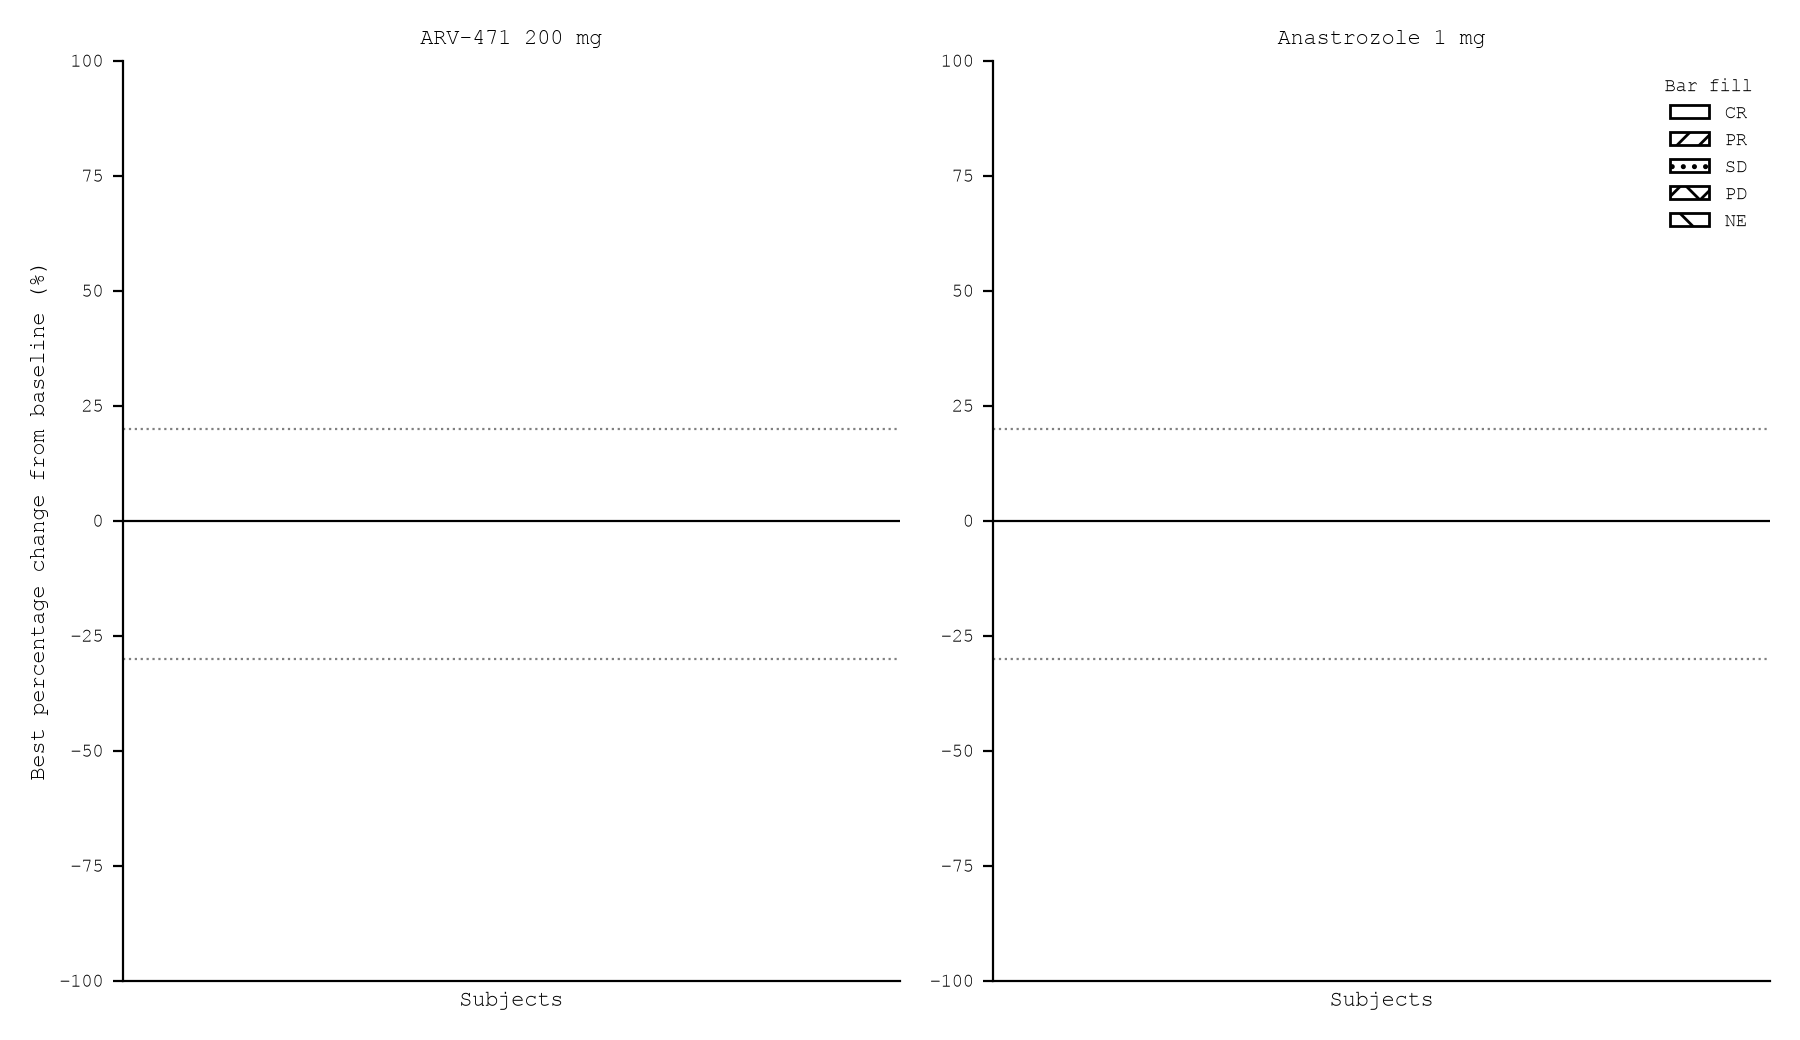 ARV-471 200 mg
100
75
50
25
0
-25
-50
-75
-100
Best percentage change from baseline (%)
Subjects
Anastrozole 1 mg
100
75
50
25
0
-25
-50
-75
-100
Bar fill
CR
PR
SD
PD
NE
Subjects